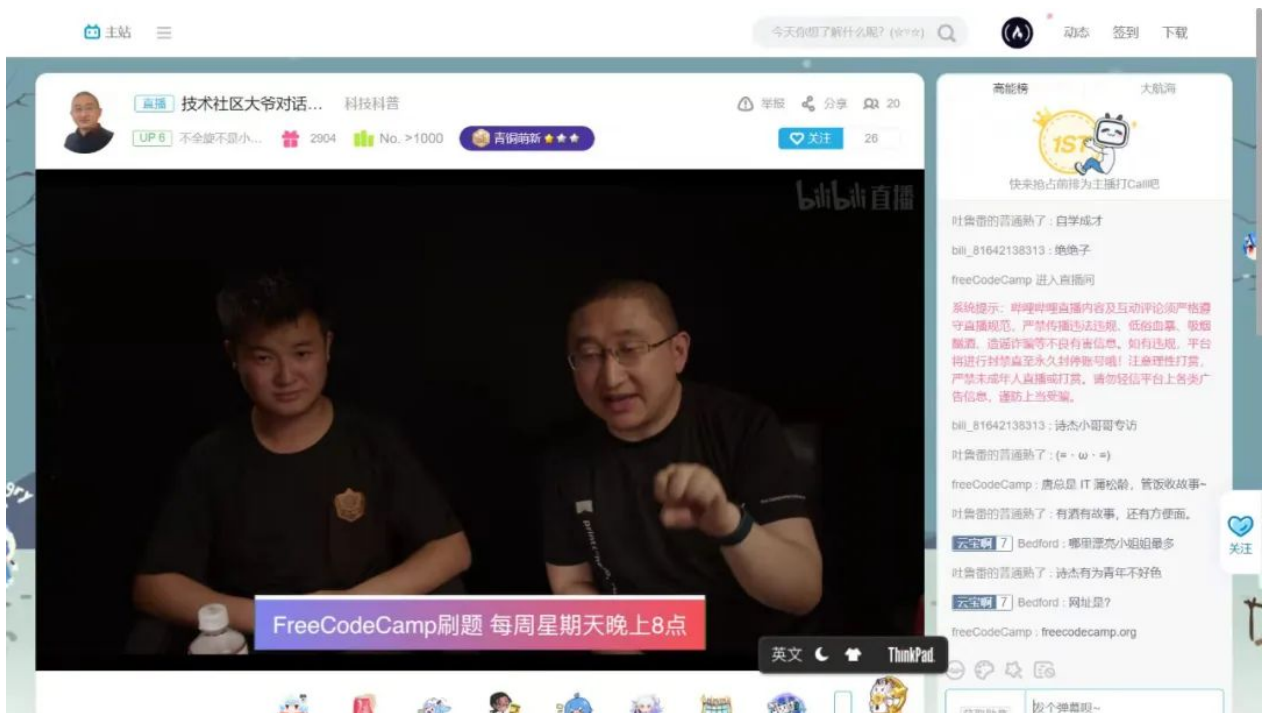 主站
今天你想了解什么呢? (☆▽☆)
动态 签到 下载
直播 技术社区大爷对话... 科技科普
举报 分享 20
UP 6 不全旋不是小... 2904 No. >1000 青铜萌新
关注 26
bilibili 直播
FreeCodeCamp刷题 每周星期天晚上8点
英文 ThinkPad
高能榜 大航海
1ST
快来抢占前排为主播打Call吧
吐鲁番的普通熟了 : 自学成才
bili_81642138313 : 绝绝子
freeCodeCamp 进入直播间
系统提示：哔哩哔哩直播内容及互动评论须严格遵
守直播规范，严禁传播违法违规、低俗血暴、吸烟
酗酒、造谣诈骗等不良有害信息。如有违规，平台
将进行封禁直至永久封停账号哦！注意理性打赏，
严禁未成年人直播或打赏。请勿轻信平台上各类广
告信息，谨防上当受骗。
bili_81642138313 : 诗杰小哥哥专访
吐鲁番的普通熟了 : (= · ω · =)
freeCodeCamp : 唐总是 IT 蒲松龄，管饭收故事~
吐鲁番的普通熟了 : 有酒有故事，还有方便面。
云宝啊 7 Bedford : 哪里漂亮小姐姐最多
吐鲁番的普通熟了 : 诗杰有为青年不好色
云宝啊 7 Bedford : 网址是?
freeCodeCamp : freecodecamp.org
发个弹幕呗~
关注